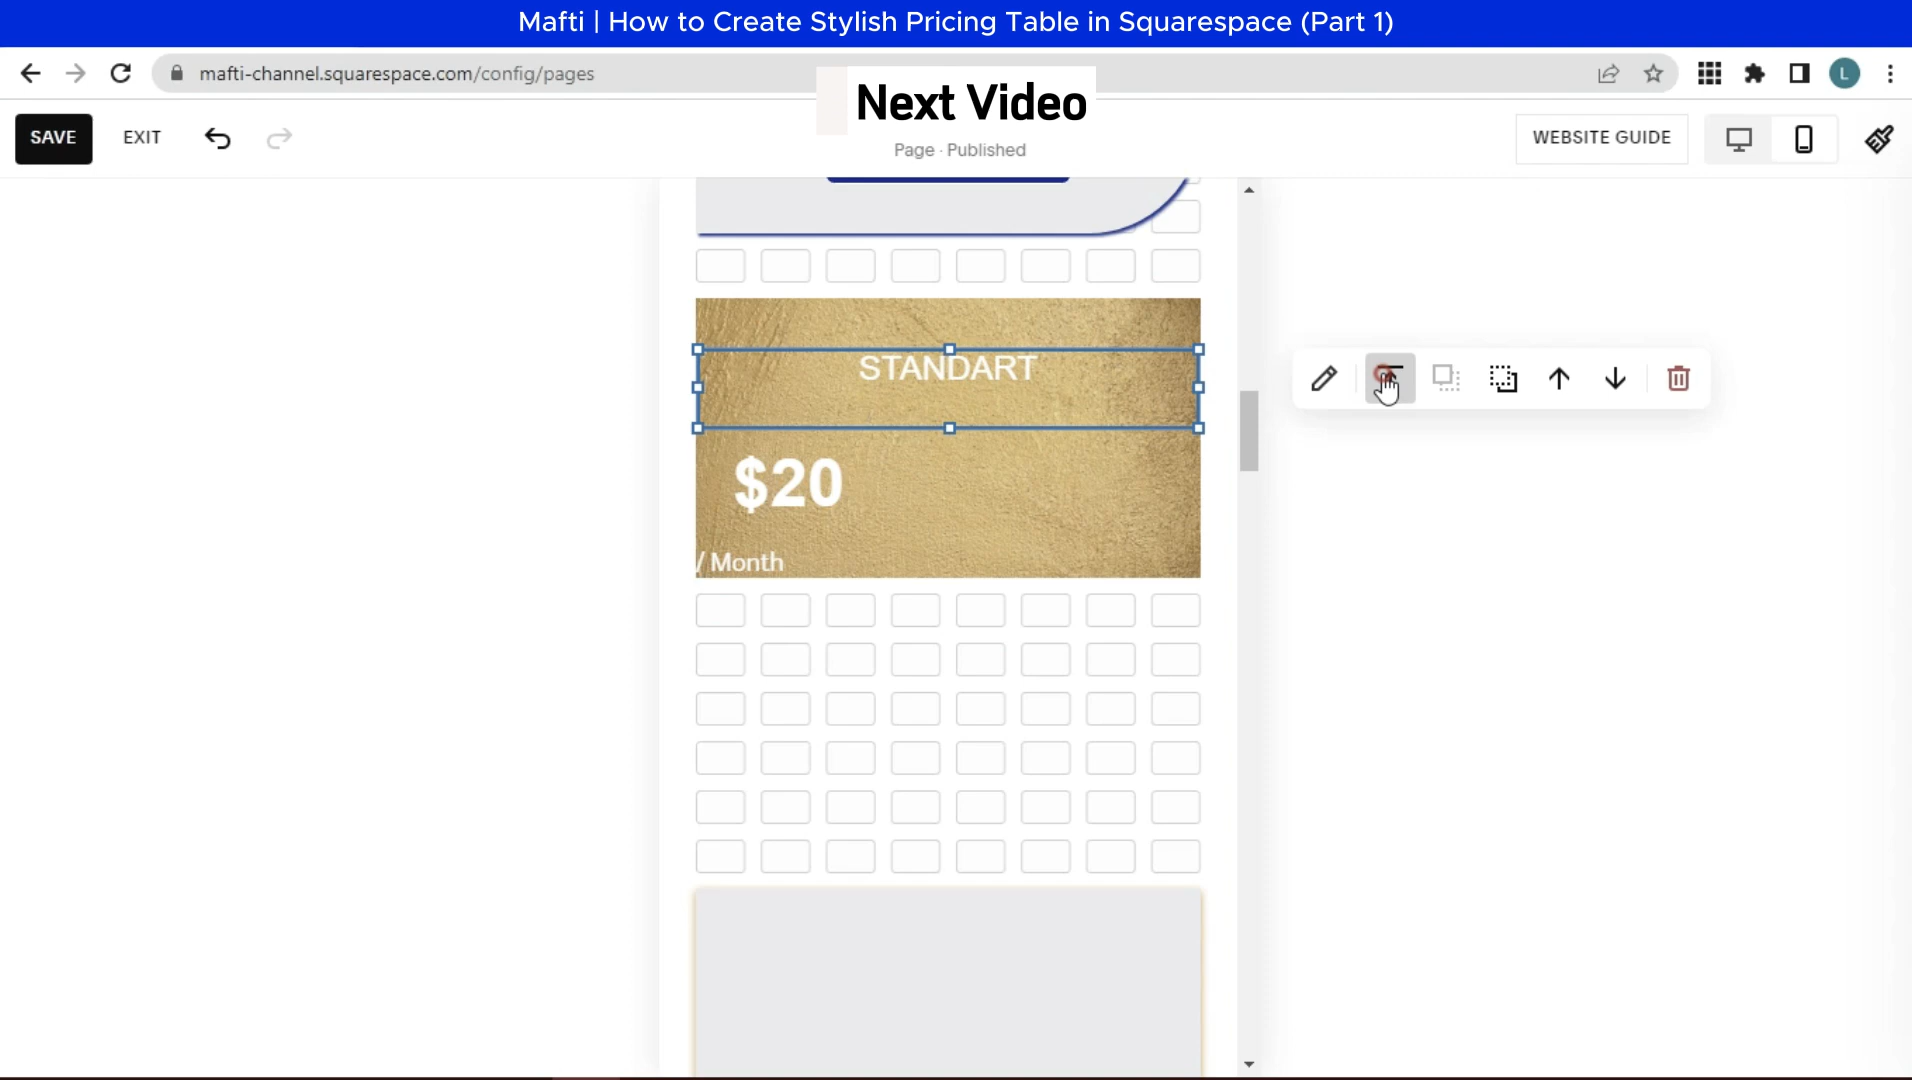 Mafti | How to Create Stylish Pricing Table in Squarespace (Part 1)
mafti-channel.squarespace.com/config/pages
L
Next Video
SAVE
EXIT
Page · Published
WEBSITE GUIDE
STANDART
$20
/ Month